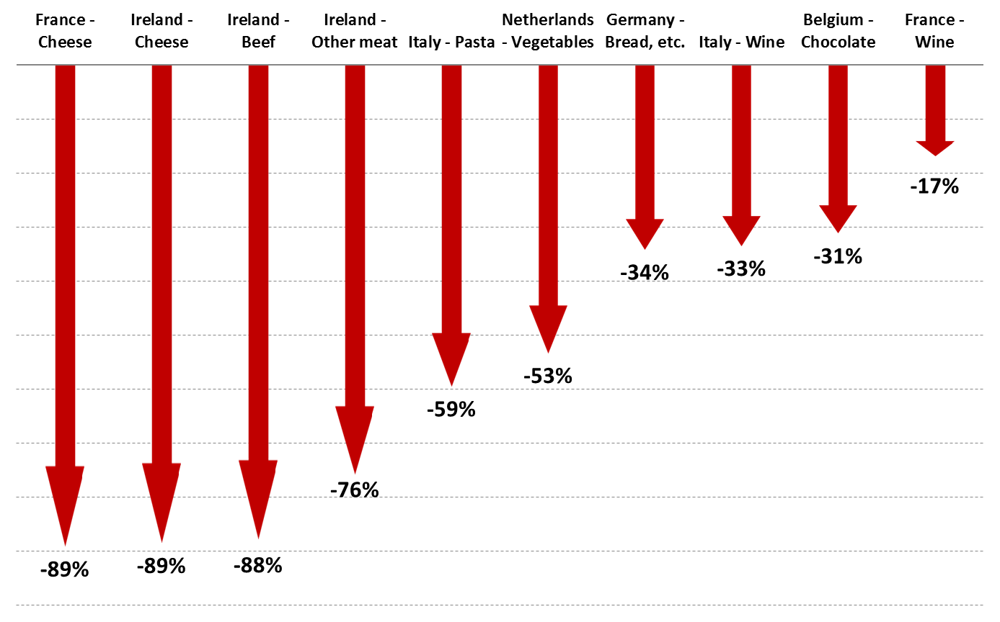 France -
Cheese
Ireland -
Cheese
Ireland -
Beef
Ireland -
Other meat
Italy - Pasta
Netherlands
- Vegetables
Germany -
Bread, etc.
Italy - Wine
Belgium -
Chocolate
France -
Wine
-89%
-89%
-88%
-76%
-59%
-53%
-34%
-33%
-31%
-17%